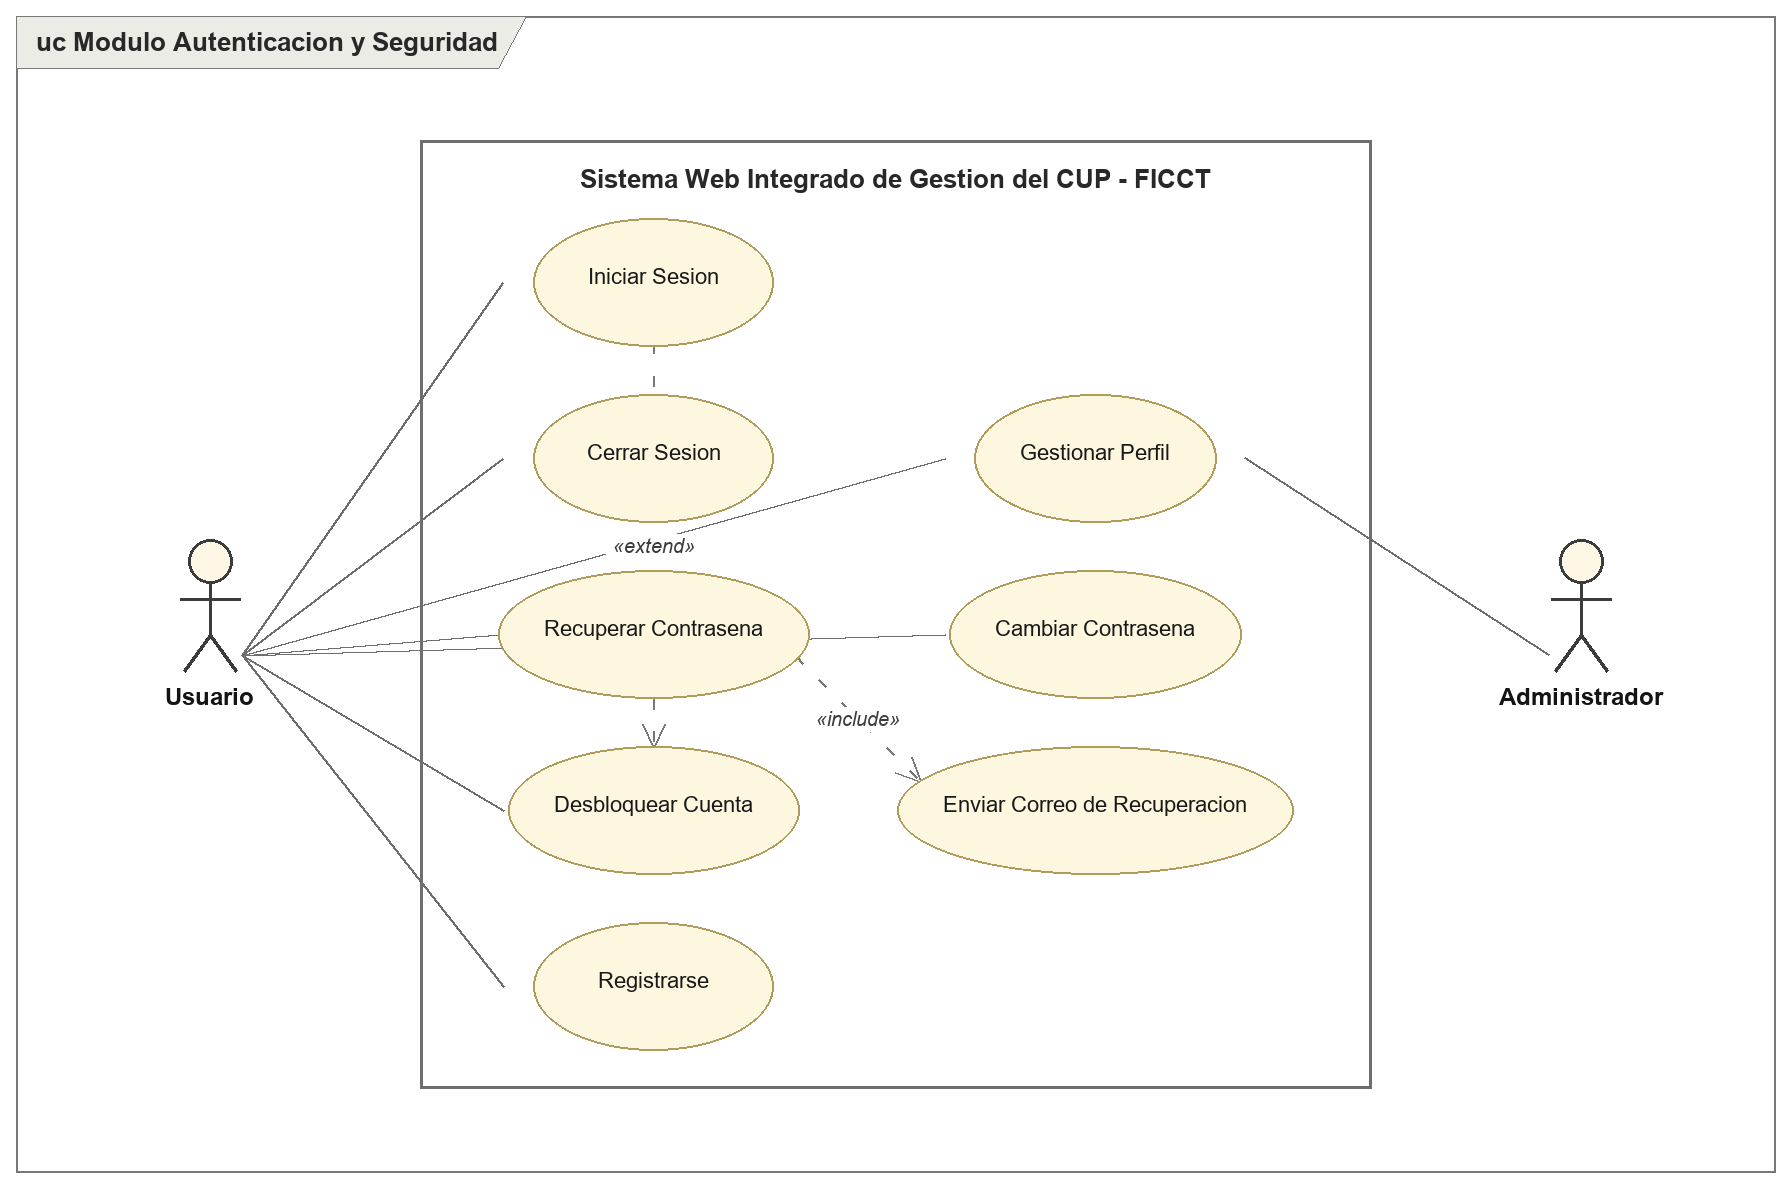 uc Modulo Autenticacion y Seguridad
Sistema Web Integrado de Gestion del CUP - FICCT
Iniciar Sesion
Cerrar Sesion
Gestionar Perfil
«extend»
Recuperar Contrasena
Cambiar Contrasena
Usuario
Administrador
«include»
Desbloquear Cuenta
Enviar Correo de Recuperacion
Registrarse